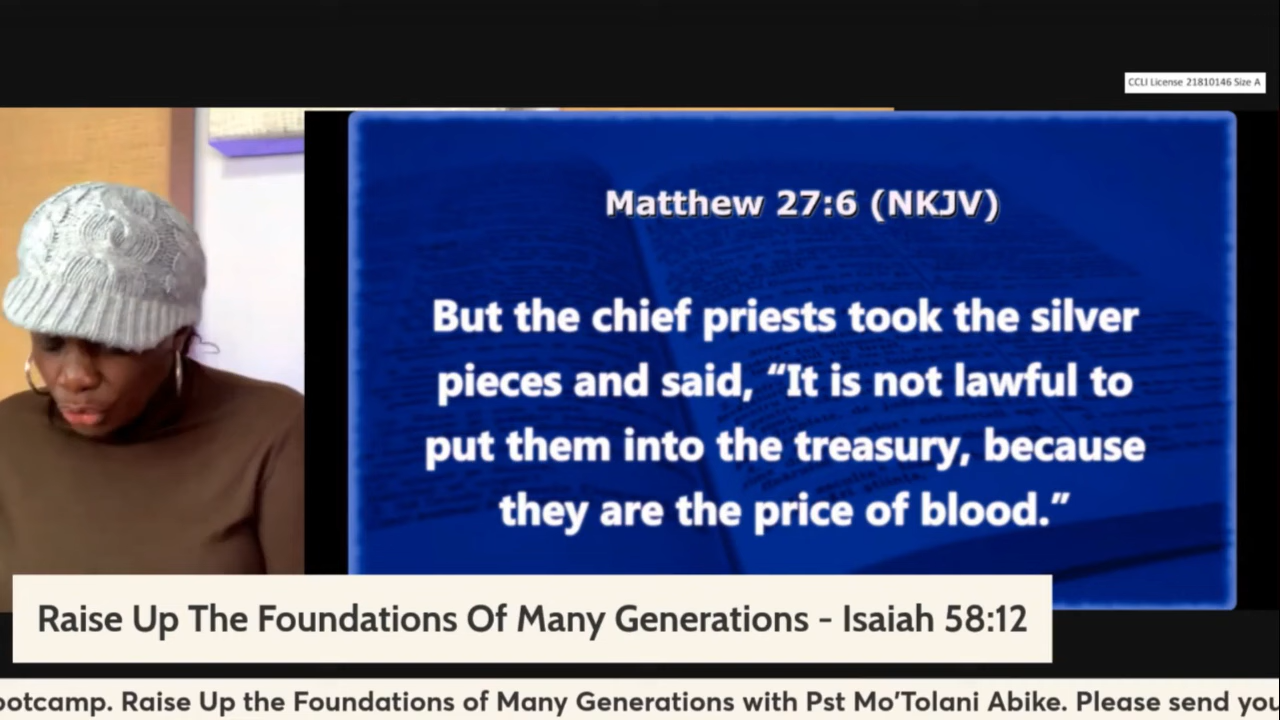 CCLI License 21810146 Size A
Matthew 27:6 (NKJV)
But the chief priests took the silver
pieces and said, “It is not lawful to
put them into the treasury, because
they are the price of blood.”
Raise Up The Foundations Of Many Generations - Isaiah 58:12
ootcamp. Raise Up the Foundations of Many Generations with Pst Mo’Tolani Abike. Please send you